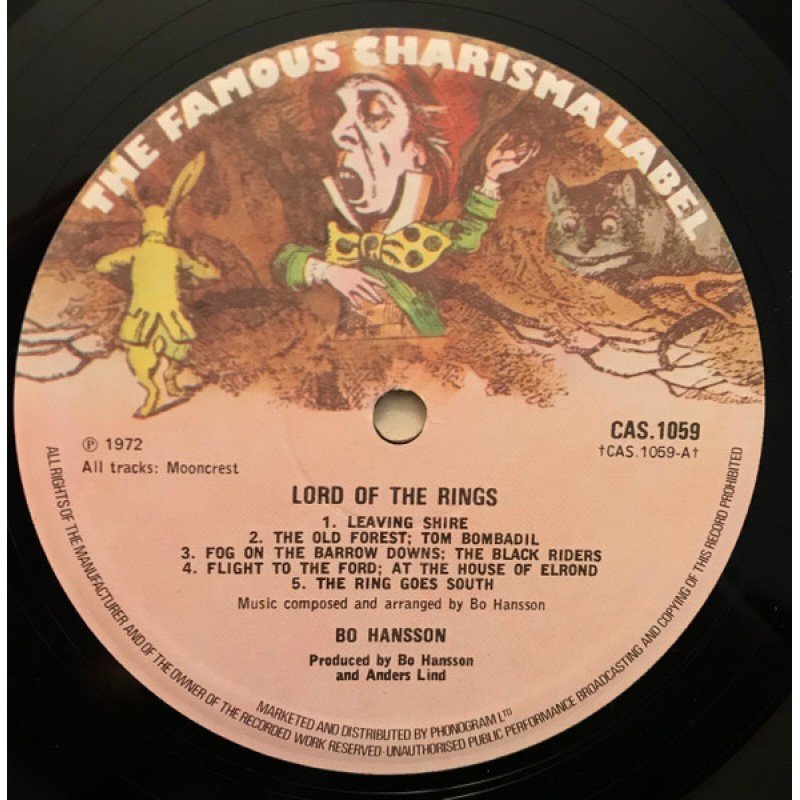 THE FAMOUS CHARISMA LABEL
℗ 1972
All tracks: Mooncrest
CAS.1059
†CAS.1059-A†
LORD OF THE RINGS
1. LEAVING SHIRE
2. THE OLD FOREST; TOM BOMBADIL
3. FOG ON THE BARROW DOWNS; THE BLACK RIDERS
4. FLIGHT TO THE FORD; AT THE HOUSE OF ELROND
5. THE RING GOES SOUTH
Music composed and arranged by Bo Hansson
BO HANSSON
Produced by Bo Hansson
and Anders Lind
MARKETED AND DISTRIBUTED BY PHONOGRAM LTD
ALL RIGHTS OF THE MANUFACTURER AND OF THE OWNER OF THE RECORDED WORK RESERVED·UNAUTHORISED PUBLIC PERFORMANCE BROADCASTING AND COPYING OF THIS RECORD PROHIBITED